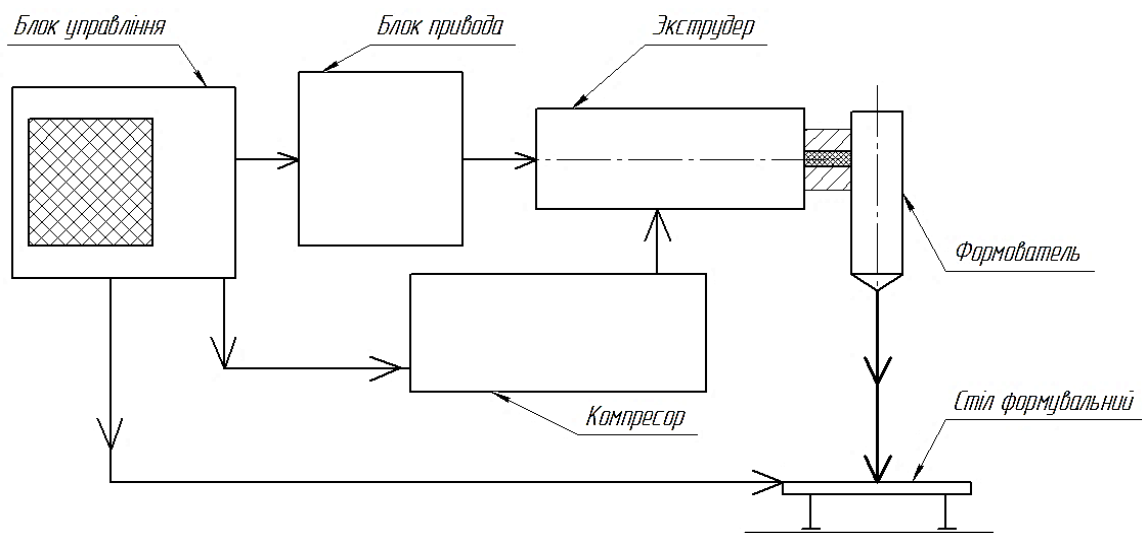 Блок управління
Блок привода
Экструдер
Формователь
Компресор
Стіл формувальний